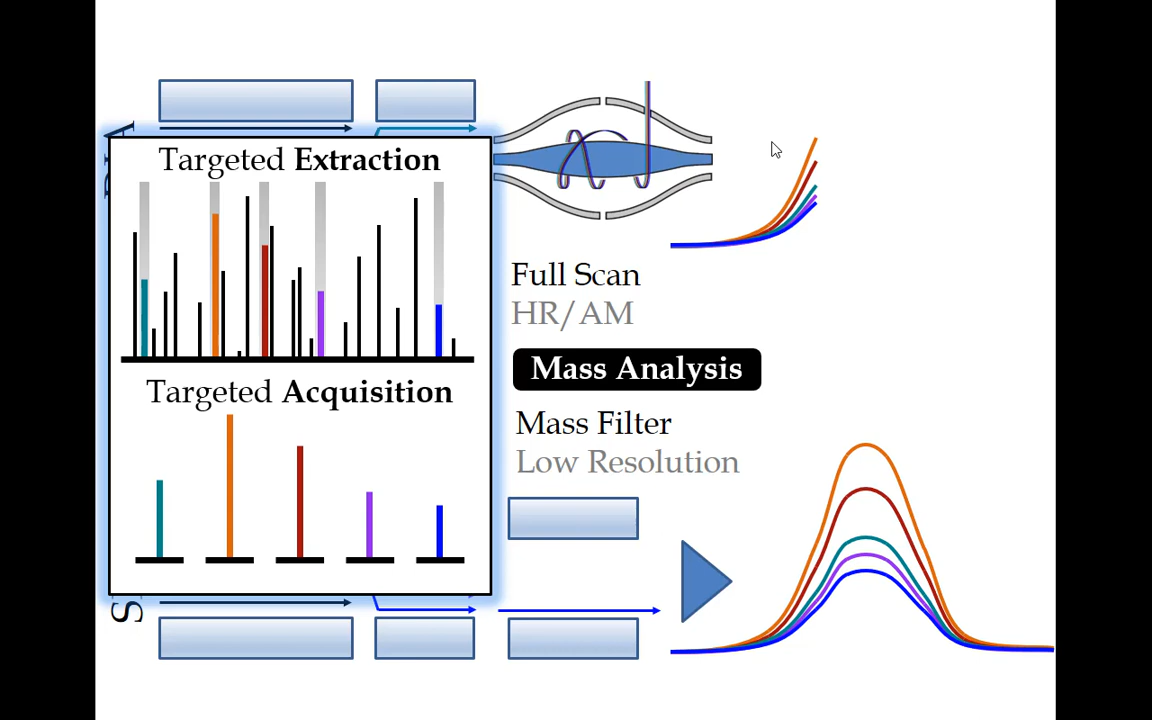 Targeted Extraction
Full Scan
HR/AM
Mass Analysis
Targeted Acquisition
Mass Filter
Low Resolution
S